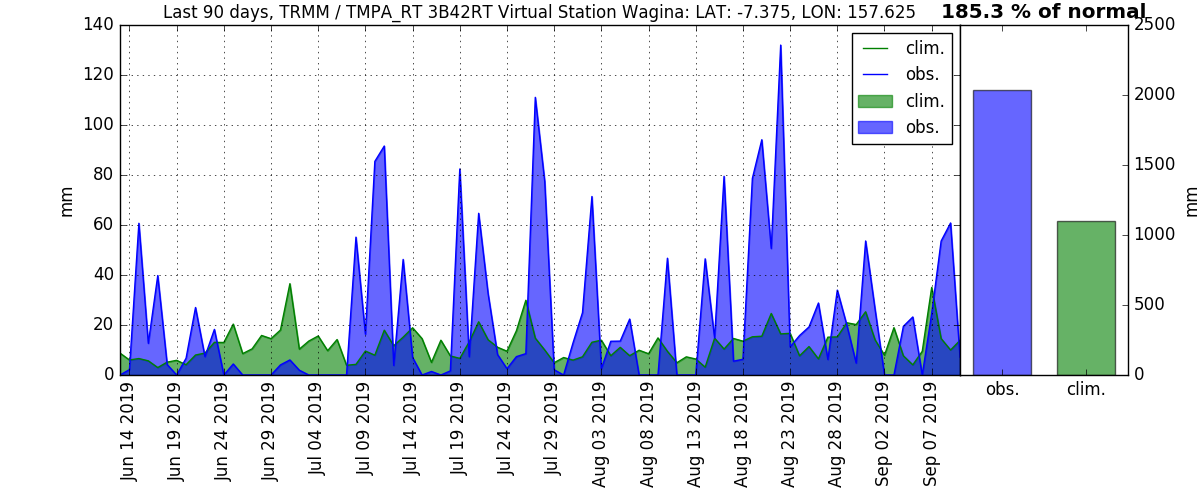 Last 90 days, TRMM / TMPA_RT 3B42RT Virtual Station Wagina: LAT: -7.375, LON: 157.625
185.3 % of normal
140
120
100
80
60
40
20
0
mm
clim.
obs.
clim.
obs.
2500
2000
1500
1000
500
0
mm
Jun 14 2019
Jun 19 2019
Jun 24 2019
Jun 29 2019
Jul 04 2019
Jul 09 2019
Jul 14 2019
Jul 19 2019
Jul 24 2019
Jul 29 2019
Aug 03 2019
Aug 08 2019
Aug 13 2019
Aug 18 2019
Aug 23 2019
Aug 28 2019
Sep 02 2019
Sep 07 2019
obs.
clim.